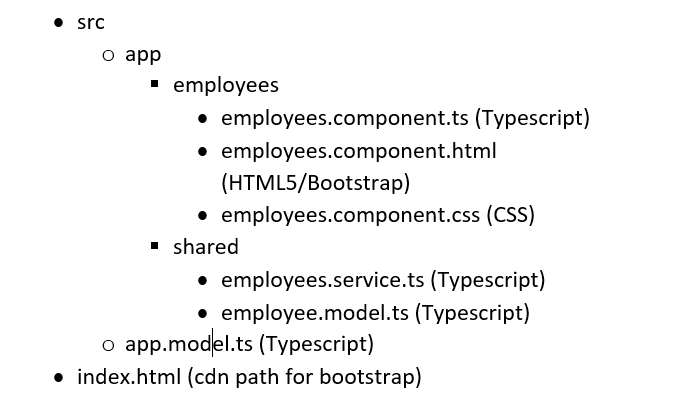 src
app
employees
employees.component.ts (Typescript)
employees.component.html
(HTML5/Bootstrap)
employees.component.css (CSS)
shared
employees.service.ts (Typescript)
employee.model.ts (Typescript)
app.model.ts (Typescript)
index.html (cdn path for bootstrap)